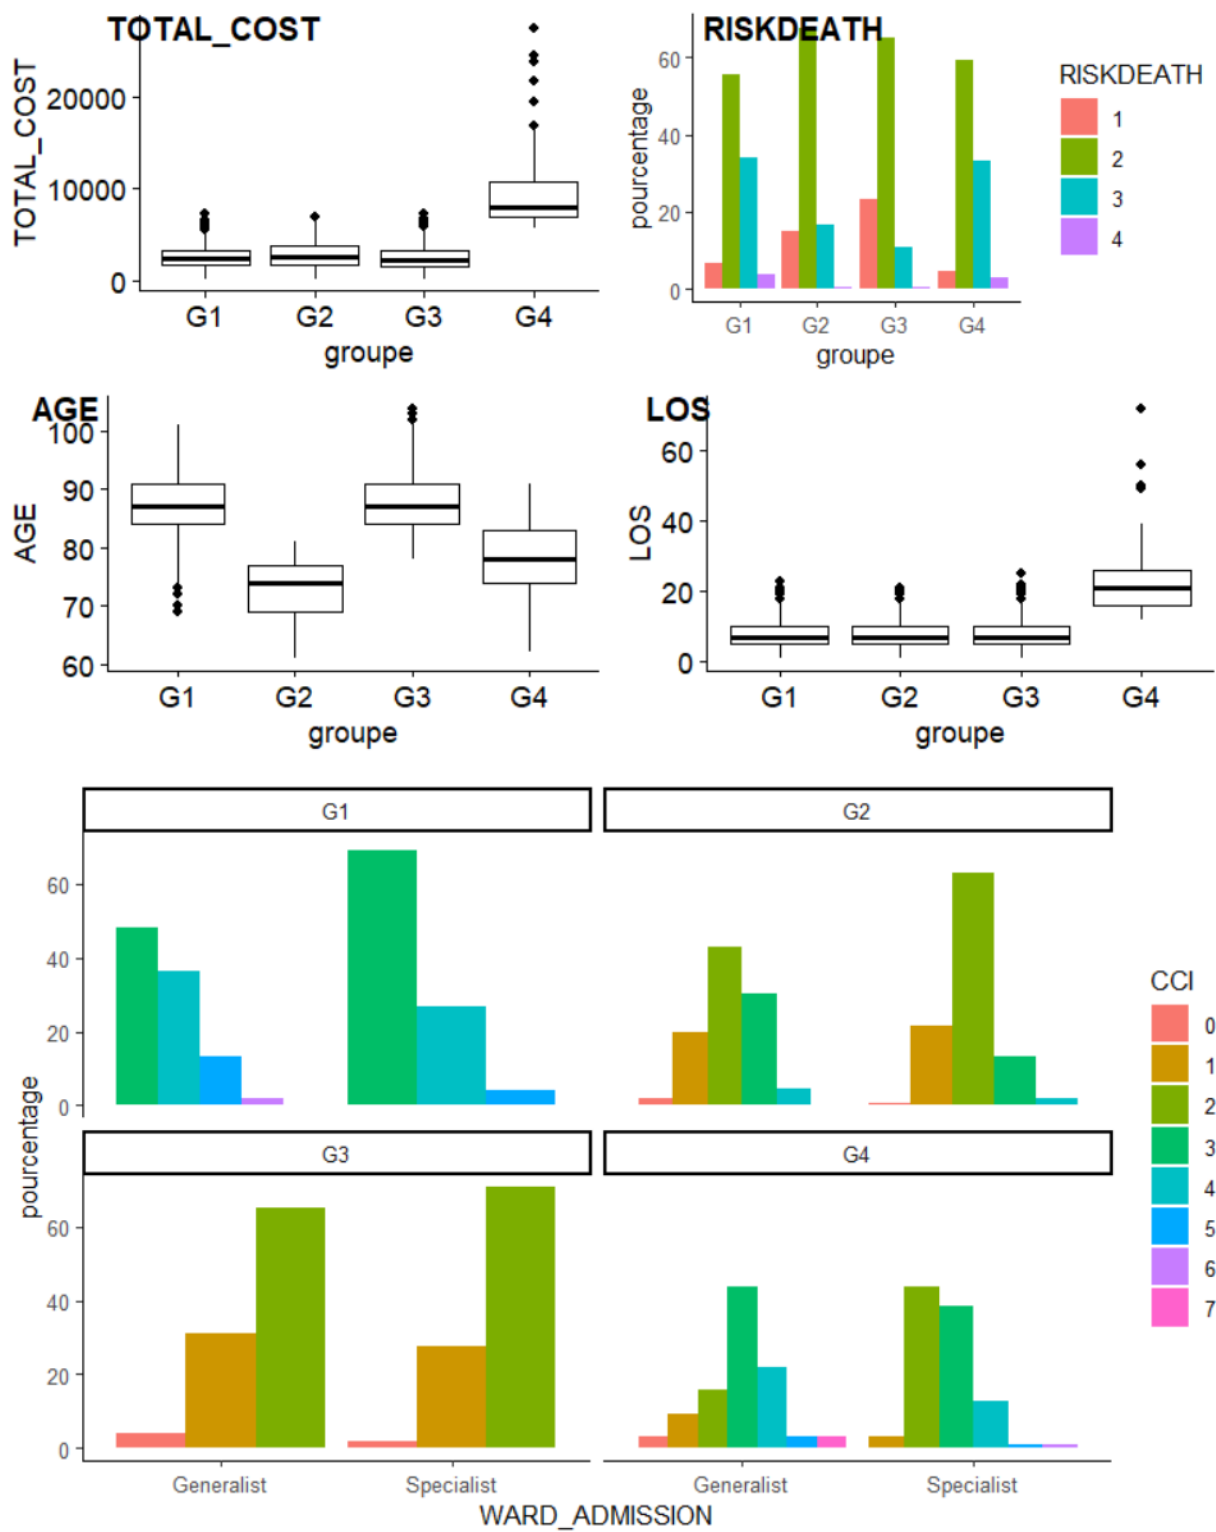 TOTAL_COST
TOTAL_COST
20000
10000
0
G1 G2 G3 G4
groupe
RISKDEATH
pourcentage
60
40
20
0
G1 G2 G3 G4
groupe
RISKDEATH
1
2
3
4
AGE
AGE
100
90
80
70
60
G1 G2 G3 G4
groupe
LOS
LOS
60
40
20
0
G1 G2 G3 G4
groupe
pourcentage
G1
60
40
20
0
G2
G3
60
40
20
0
G4
Generalist Specialist
Generalist Specialist
WARD_ADMISSION
CCI
0
1
2
3
4
5
6
7